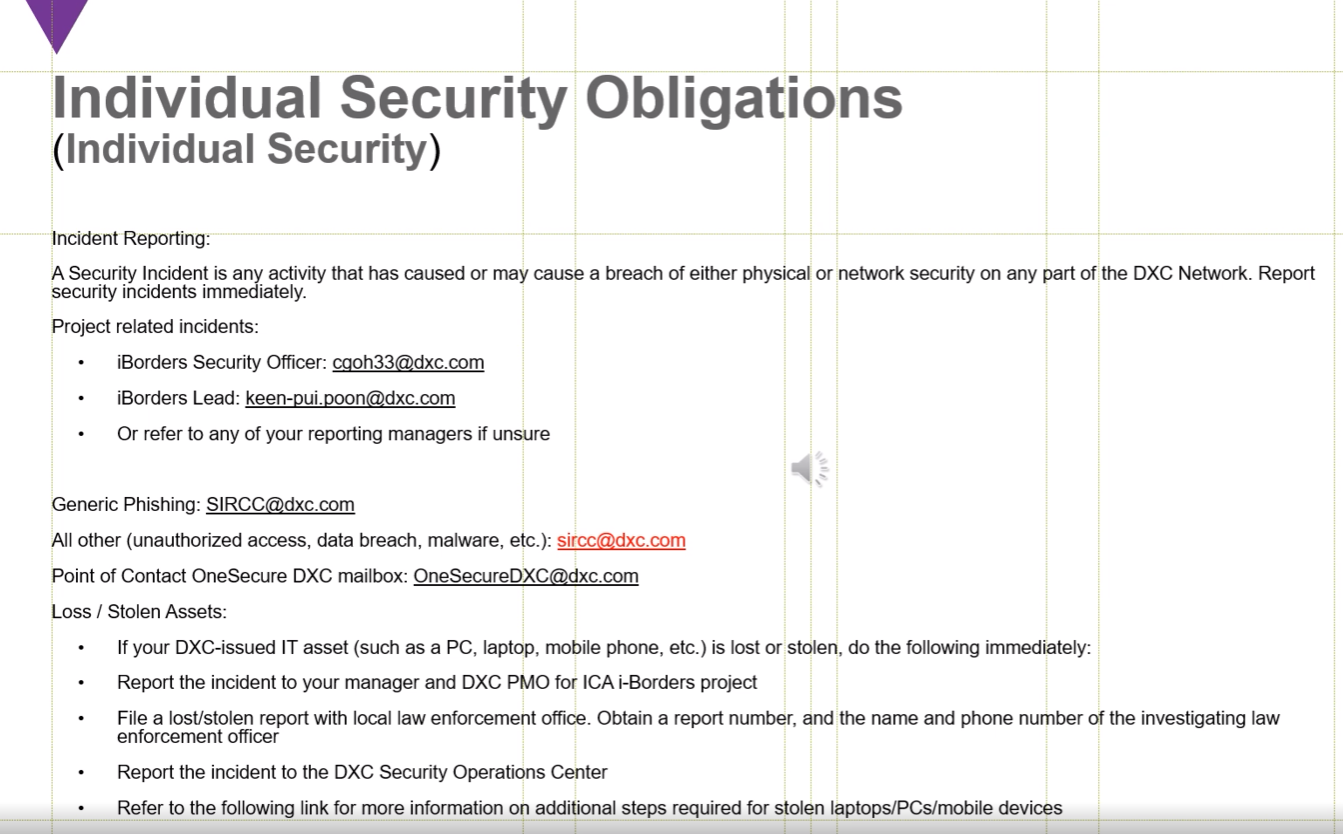 Individual Security Obligations
(Individual Security)
Incident Reporting:
A Security Incident is any activity that has caused or may cause a breach of either physical or network security on any part of the DXC Network. Report
security incidents immediately.
Project related incidents:
• iBorders Security Officer: cgoh33@dxc.com
• iBorders Lead: keen-pui.poon@dxc.com
• Or refer to any of your reporting managers if unsure
Generic Phishing: SIRCC@dxc.com
All other (unauthorized access, data breach, malware, etc.): sircc@dxc.com
Point of Contact OneSecure DXC mailbox: OneSecureDXC@dxc.com
Loss / Stolen Assets:
• If your DXC-issued IT asset (such as a PC, laptop, mobile phone, etc.) is lost or stolen, do the following immediately:
• Report the incident to your manager and DXC PMO for ICA i-Borders project
• File a lost/stolen report with local law enforcement office. Obtain a report number, and the name and phone number of the investigating law
enforcement officer
• Report the incident to the DXC Security Operations Center
• Refer to the following link for more information on additional steps required for stolen laptops/PCs/mobile devices